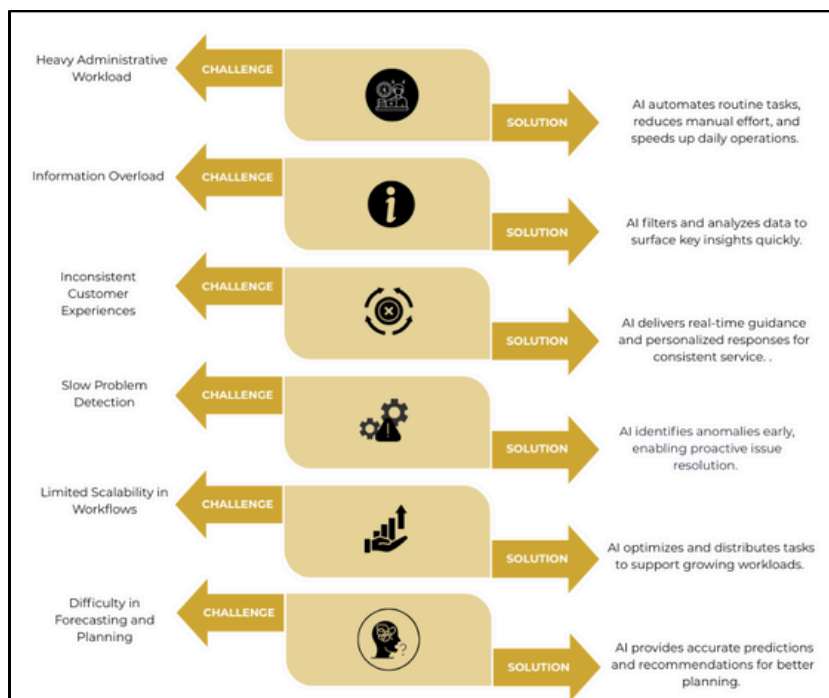 Heavy Administrative
Workload
CHALLENGE
SOLUTION
AI automates routine tasks,
reduces manual effort, and
speeds up daily operations.
Information Overload
CHALLENGE
i
SOLUTION
AI filters and analyzes data to
surface key insights quickly.
Inconsistent
Customer
Experiences
CHALLENGE
SOLUTION
AI delivers real-time guidance
and personalized responses for
consistent service. .
Slow Problem
Detection
CHALLENGE
SOLUTION
AI identifies anomalies early,
enabling proactive issue
resolution.
Limited Scalability in
Workflows
CHALLENGE
SOLUTION
AI optimizes and distributes tasks
to support growing workloads.
Difficulty in
Forecasting and
Planning
CHALLENGE
?
SOLUTION
AI provides accurate predictions
and recommendations for better
planning.